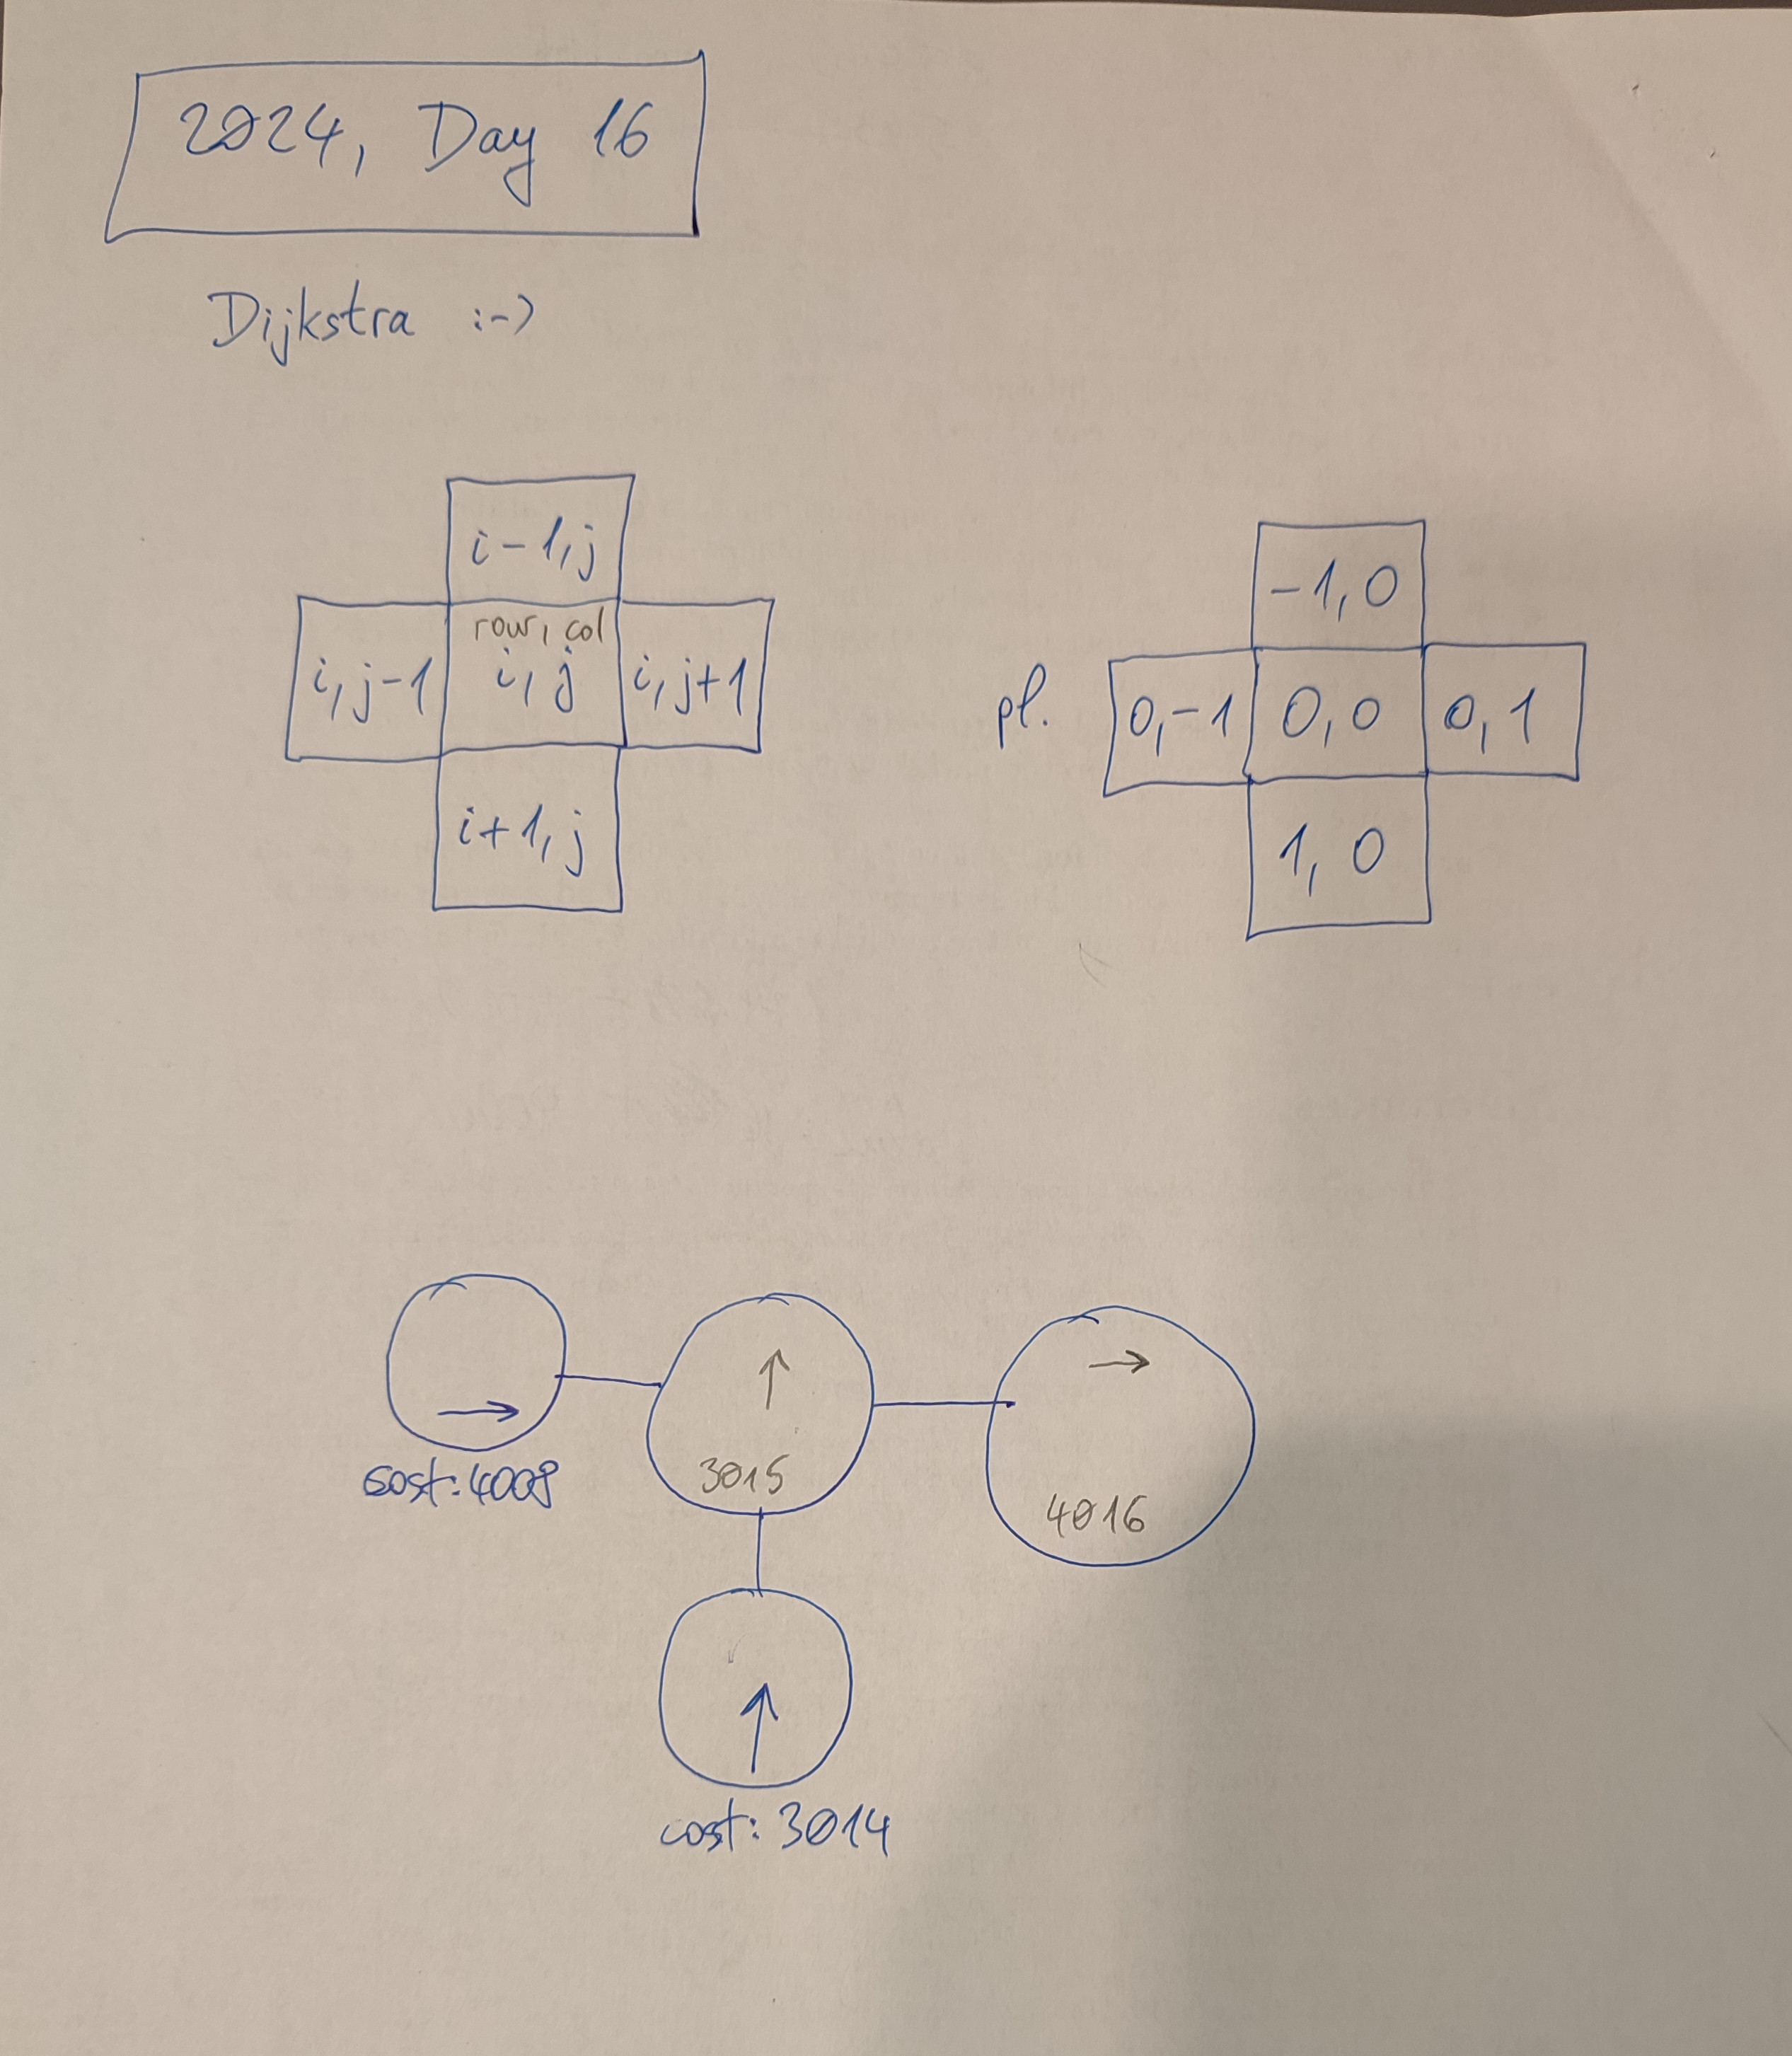 2024, Day 16
Dijkstra :-)
i-1,j
row, col
i,j-1 i,j i,j+1
i+1,j
-1,0
pl. 0,-1 0,0 0,1
1,0
↑ →
→
3015
cost:4009
4016
↑
cost: 3014